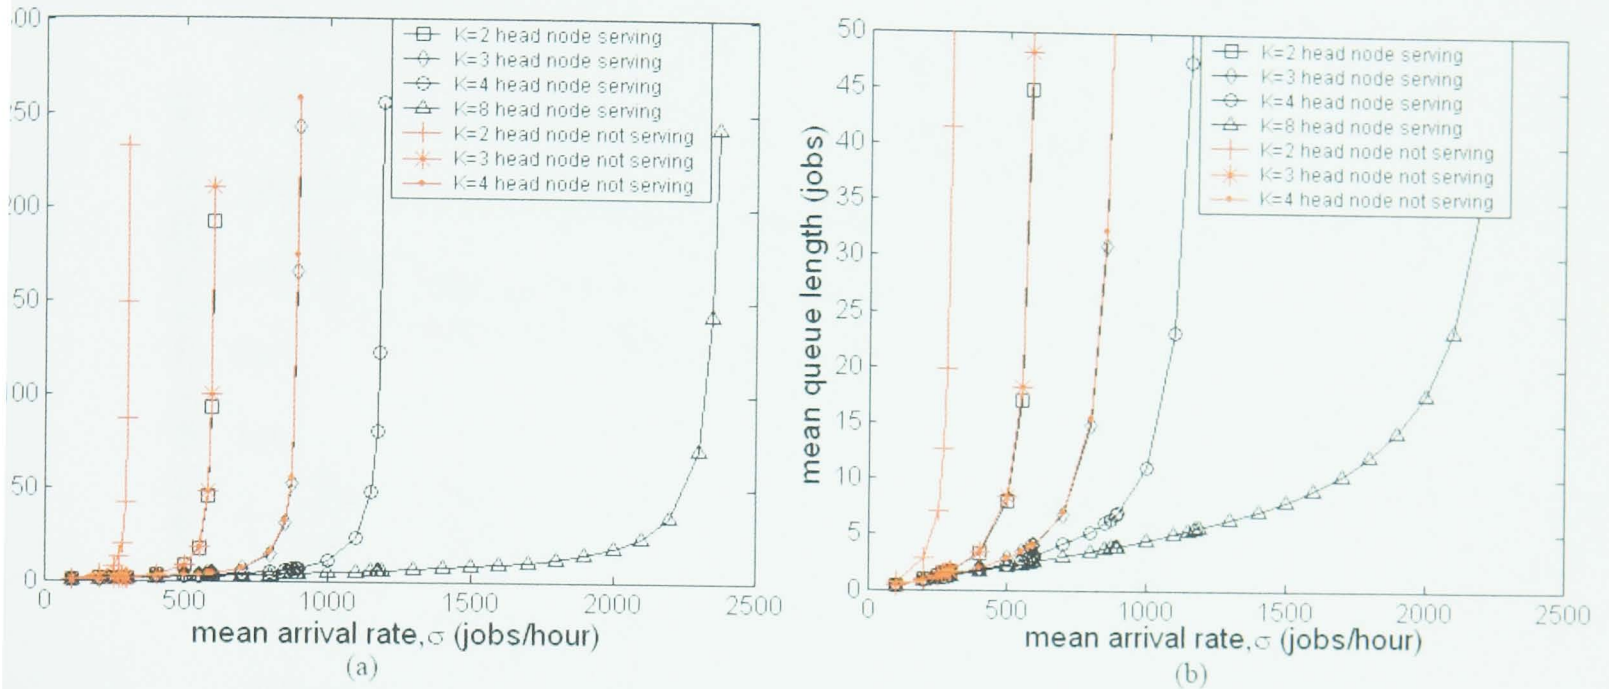 00
K=2 head node serving
K=3 head node serving
K=4 head node serving
K=8 head node serving
K=2 head node not serving
K=3 head node not serving
K=4 head node not serving
250
200
50
00
50
0
0 500 1000 1500 2000 2500
mean arrival rate,σ (jobs/hour)
(a)
50
K=2 head node serving
K=3 head node serving
K=4 head node serving
K=8 head node serving
K=2 head node not serving
K=3 head node not serving
K=4 head node not serving
45
40
35
30
25
20
15
10
5
0
mean queue length (jobs)
0 500 1000 1500 2000 2500
mean arrival rate,σ (jobs/hour)
(b)